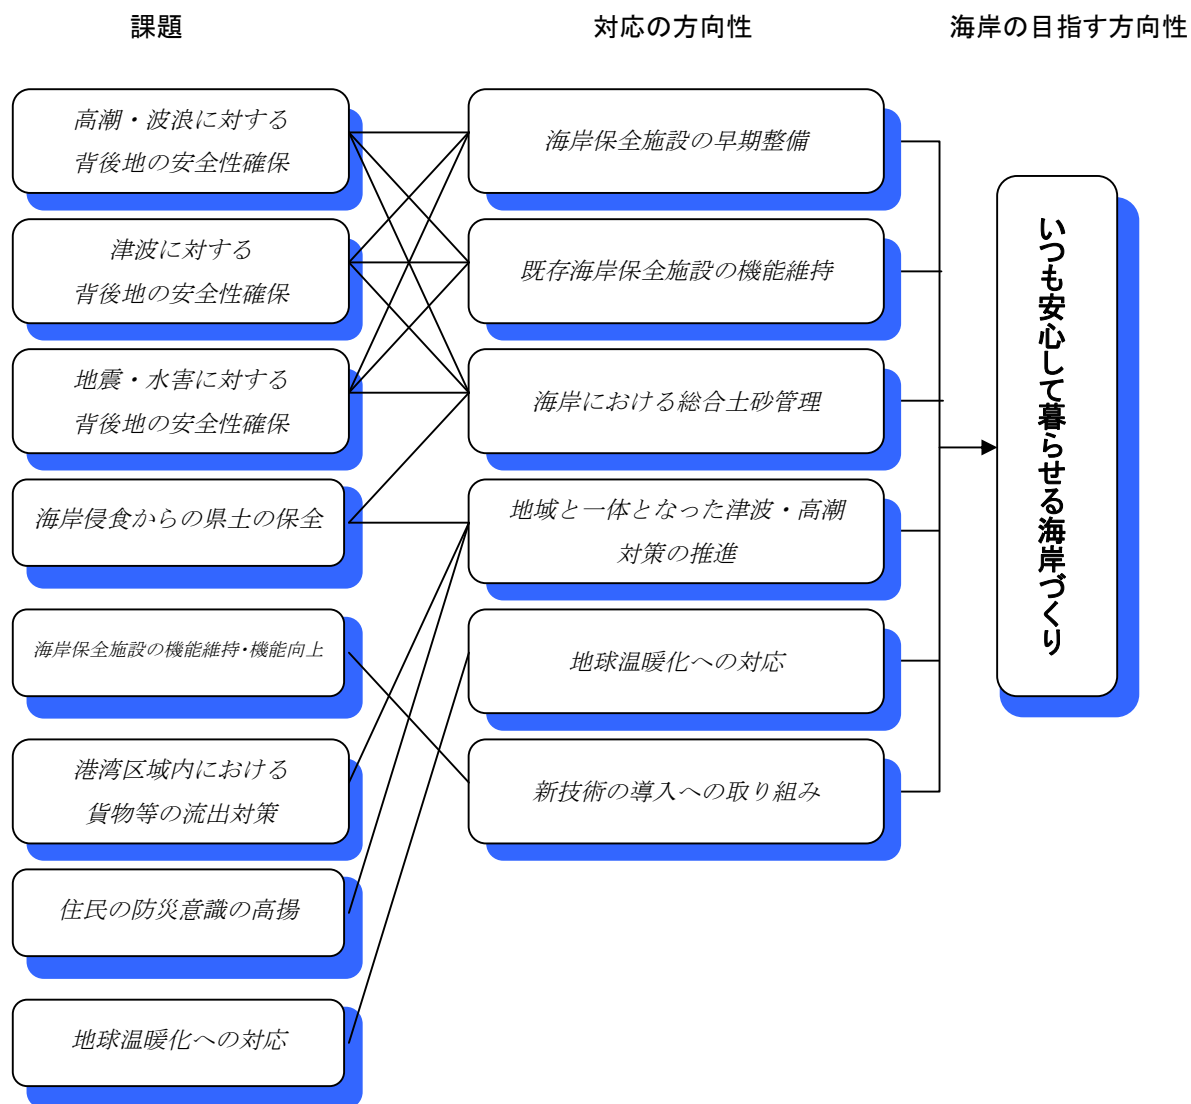 課題
対応の方向性
海岸の目指す方向性
高潮・波浪に対する
背後地の安全性確保
津波に対する
背後地の安全性確保
地震・水害に対する
背後地の安全性確保
海岸侵食からの県土の保全
海岸保全施設の機能維持・機能向上
港湾区域内における
貨物等の流出対策
住民の防災意識の高揚
地球温暖化への対応
海岸保全施設の早期整備
既存海岸保全施設の機能維持
海岸における総合土砂管理
地域と一体となった津波・高潮
対策の推進
地球温暖化への対応
新技術の導入への取り組み
いつも安心して暮らせる海岸づくり